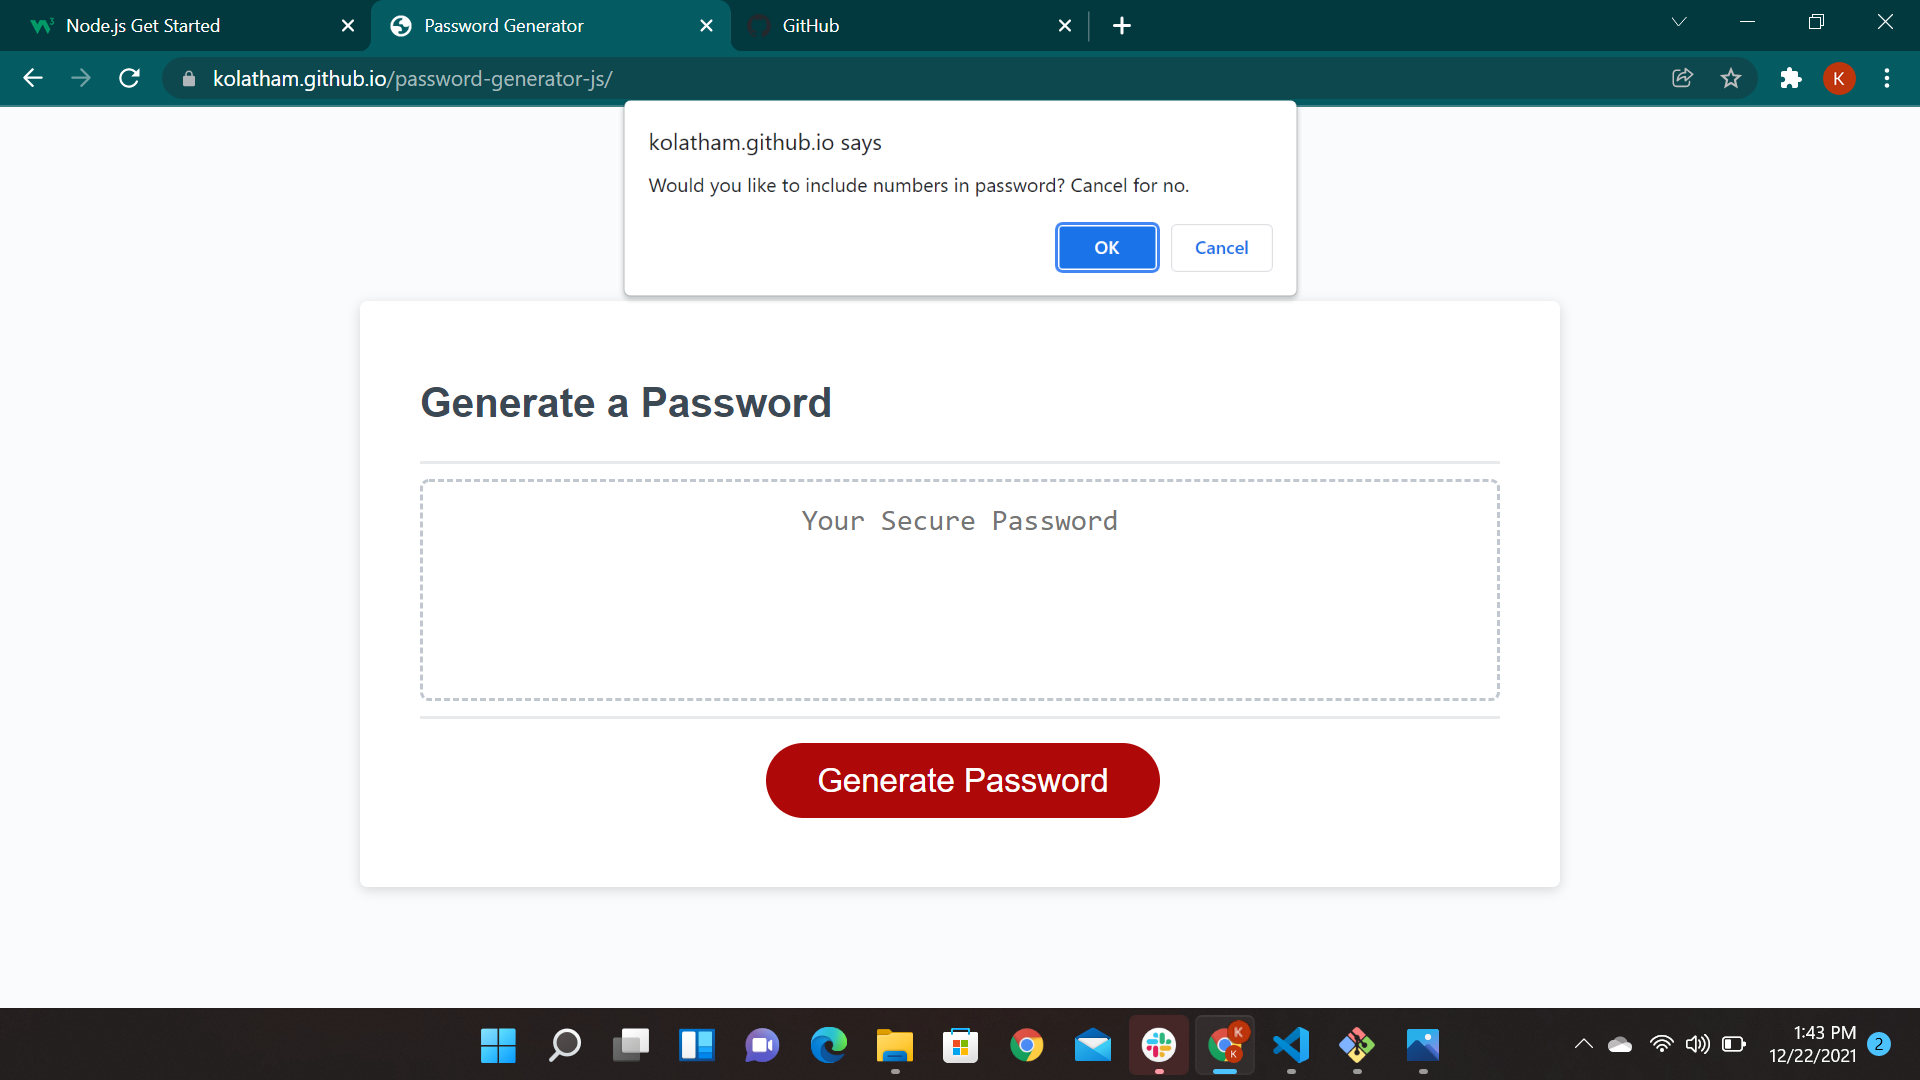 Node.js Get Started
Password Generator
GitHub
kolatham.github.io/password-generator-js/
K
kolatham.github.io says
Would you like to include numbers in password? Cancel for no.
OK
Cancel
Generate a Password
Your Secure Password
Generate Password
K
K
1:43 PM
12/22/2021
2